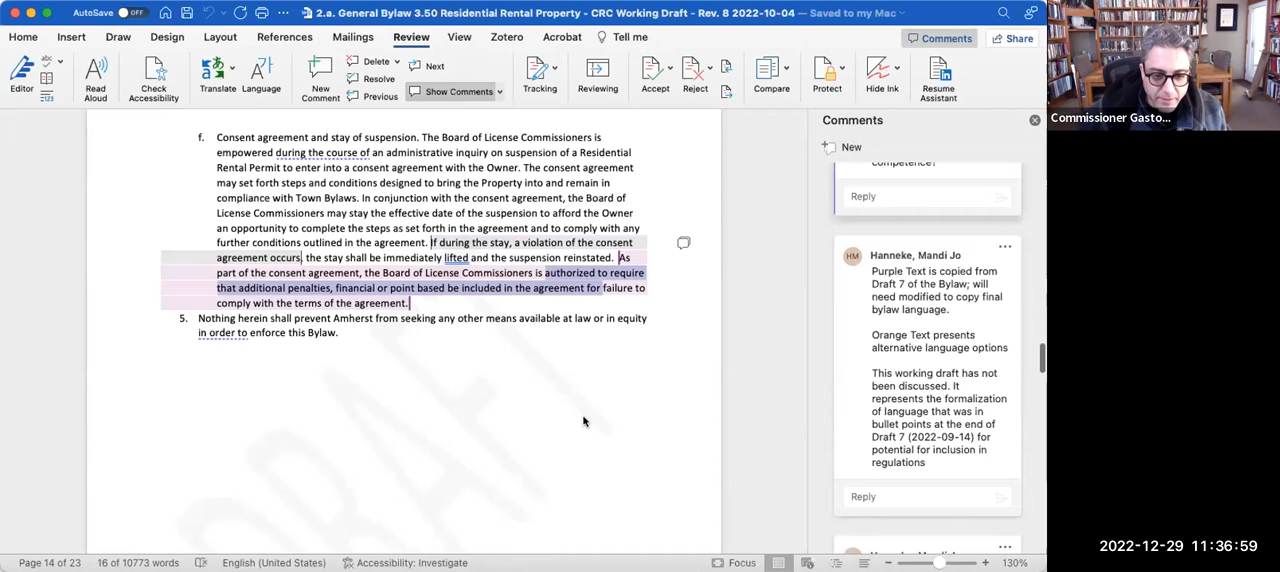 AutoSave OFF 2.a. General Bylaw 3.50 Residential Rental Property - CRC Working Draft - Rev. 8 2022-10-04 — Saved to my Mac
Home Insert Draw Design Layout References Mailings Review View Zotero Acrobat Tell me Comments Share
Editor Read Aloud Check Accessibility Translate Language New Comment Delete Resolve Previous Next Show Comments Tracking Reviewing Accept Reject Compare Protect Hide Ink Resume Assistant
f. Consent agreement and stay of suspension. The Board of License Commissioners is
empowered during the course of an administrative inquiry on suspension of a Residential
Rental Permit to enter into a consent agreement with the Owner. The consent agreement
may set forth steps and conditions designed to bring the Property into and remain in
compliance with Town Bylaws. In conjunction with the consent agreement, the Board of
License Commissioners may stay the effective date of the suspension to afford the Owner
an opportunity to complete the steps as set forth in the agreement and to comply with any
further conditions outlined in the agreement. If during the stay, a violation of the consent
agreement occurs, the stay shall be immediately lifted and the suspension reinstated. As
part of the consent agreement, the Board of License Commissioners is authorized to require
that additional penalties, financial or point based be included in the agreement for failure to
comply with the terms of the agreement.
5. Nothing herein shall prevent Amherst from seeking any other means available at law or in equity
in order to enforce this Bylaw.
DRAFT
Comments
New
competence?
Reply
HM Hanneke, Mandi Jo
Purple Text is copied from
Draft 7 of the Bylaw; will
need modified to copy final
bylaw language.
Orange Text presents
alternative language options
This working draft has not
been discussed. It
represents the formalization
of language that was in
bullet points at the end of
Draft 7 (2022-09-14) for
potential for inclusion in
regulations
Reply
Commissioner Gasto...
2022-12-29 11:36:59
Page 14 of 23 16 of 10773 words English (United States) Accessibility: Investigate Focus 130%